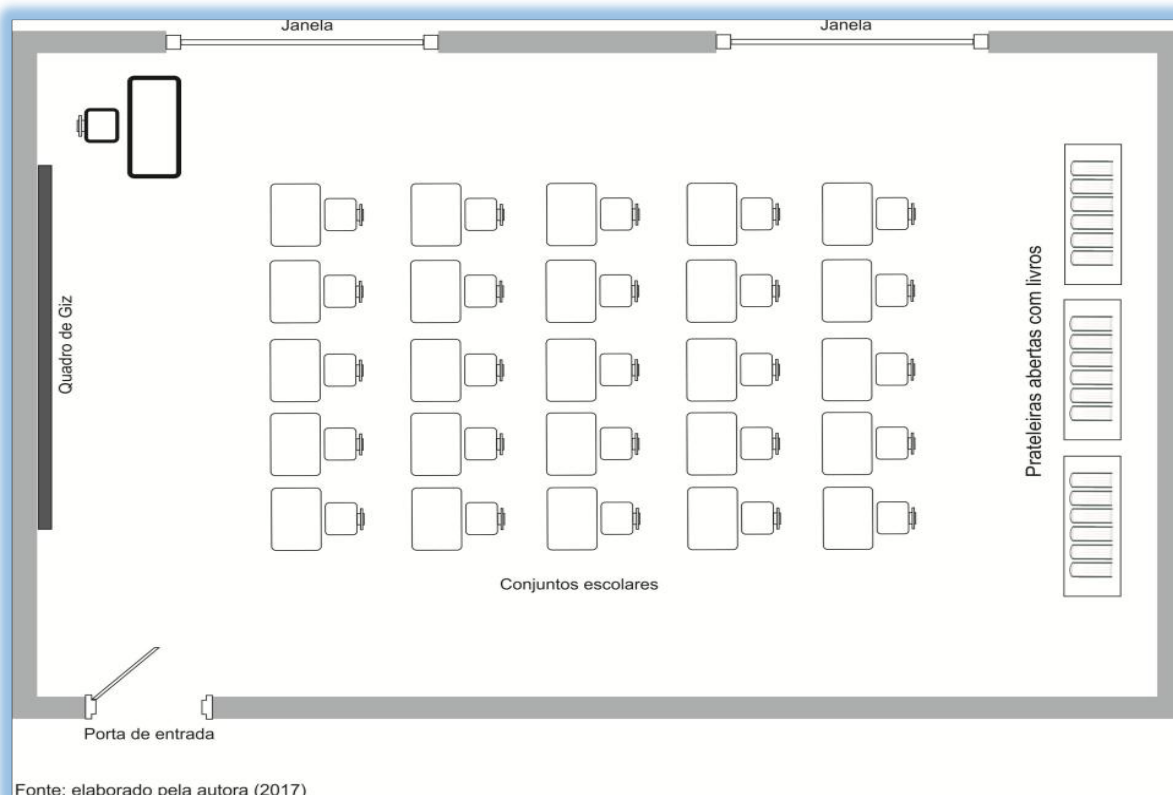 Janela
Janela
Quadro de Giz
Prateleiras abertas com livros
Conjuntos escolares
Porta de entrada
Fonte: elaborado pela autora (2017)